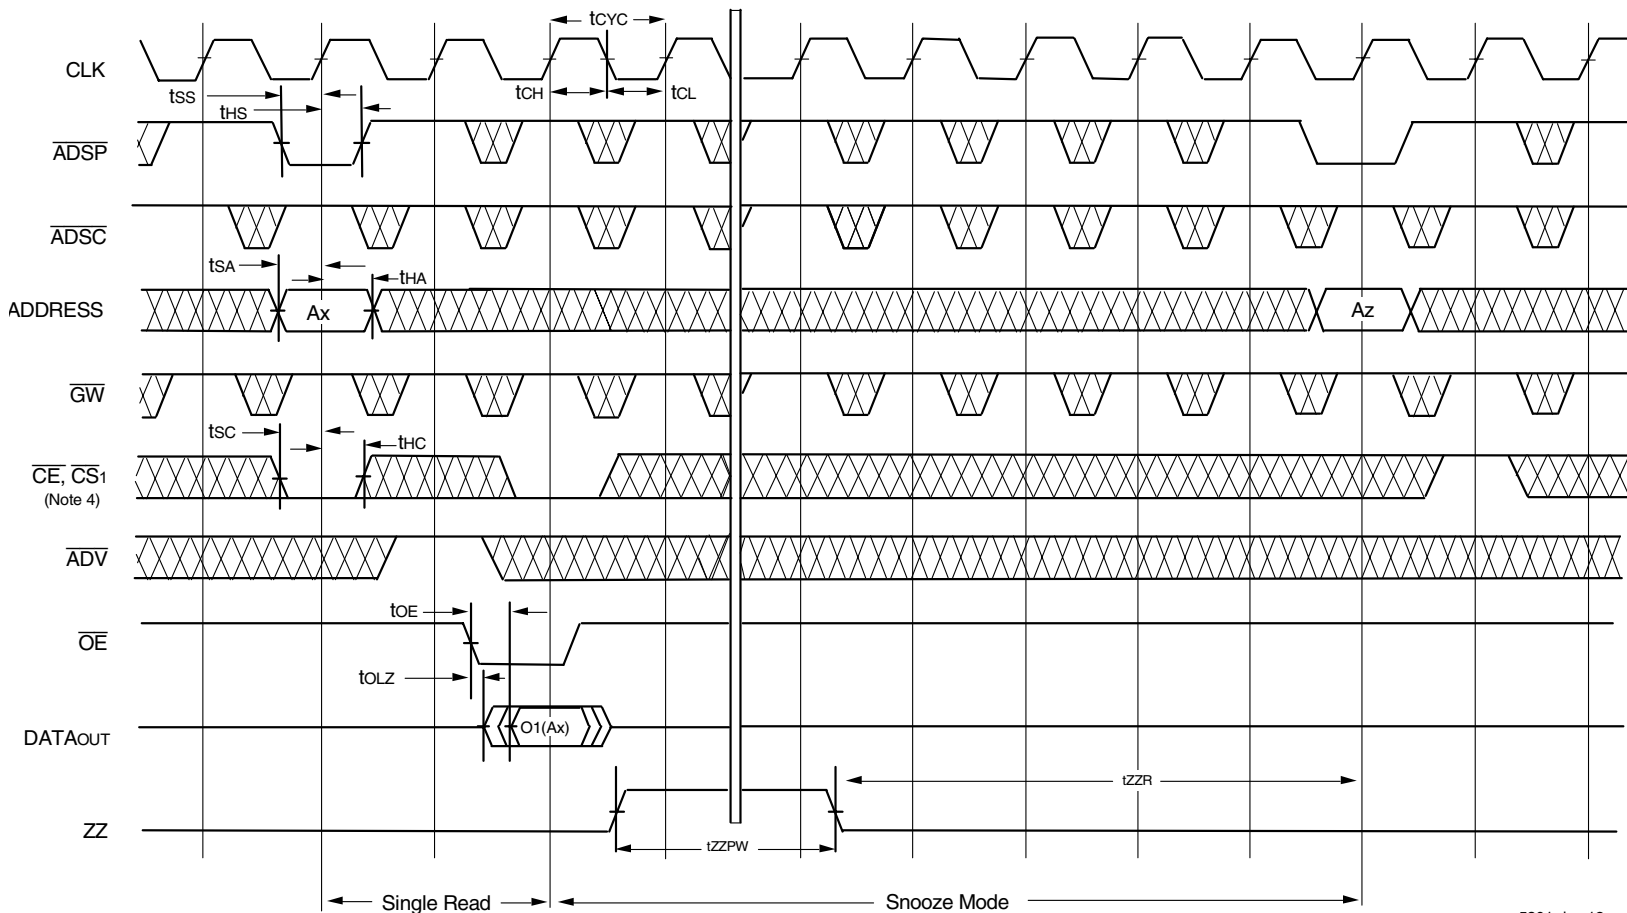 tCYC
CLK
tSS
tHS
tCH
tCL
ADSP
ADSC
tSA
tHA
ADDRESS
Ax
Az
GW
tSC
tHC
CE, CS1
(Note 4)
ADV
tOE
OE
tOLZ
O1(Ax)
DATAOUT
tZZR
ZZ
tZZPW
Single Read
Snooze Mode